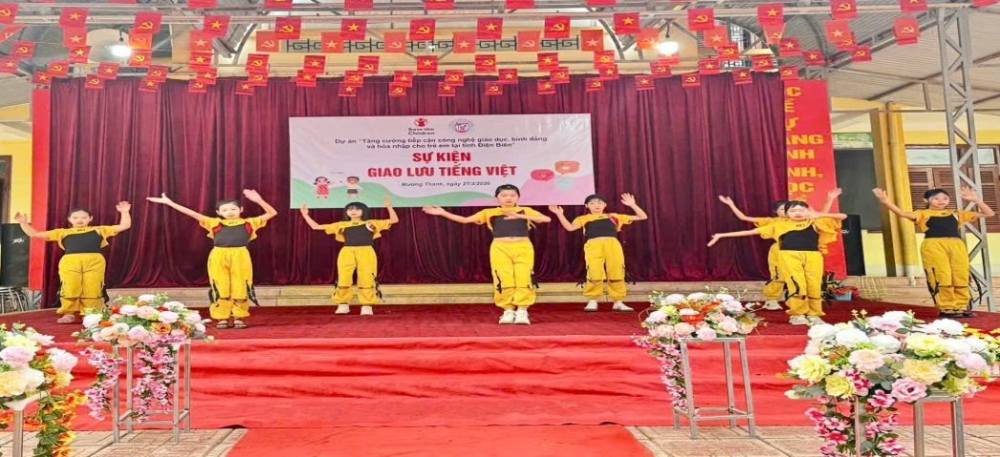 Save the
Children
Dự án "Tăng cường tiếp cận công nghệ giáo dục, bình đẳng
và hòa nhập cho trẻ em tại tỉnh Điện Biên"
SỰ KIỆN
GIAO LƯU TIẾNG VIỆT
Mường Thanh, ngày 27/3/2026